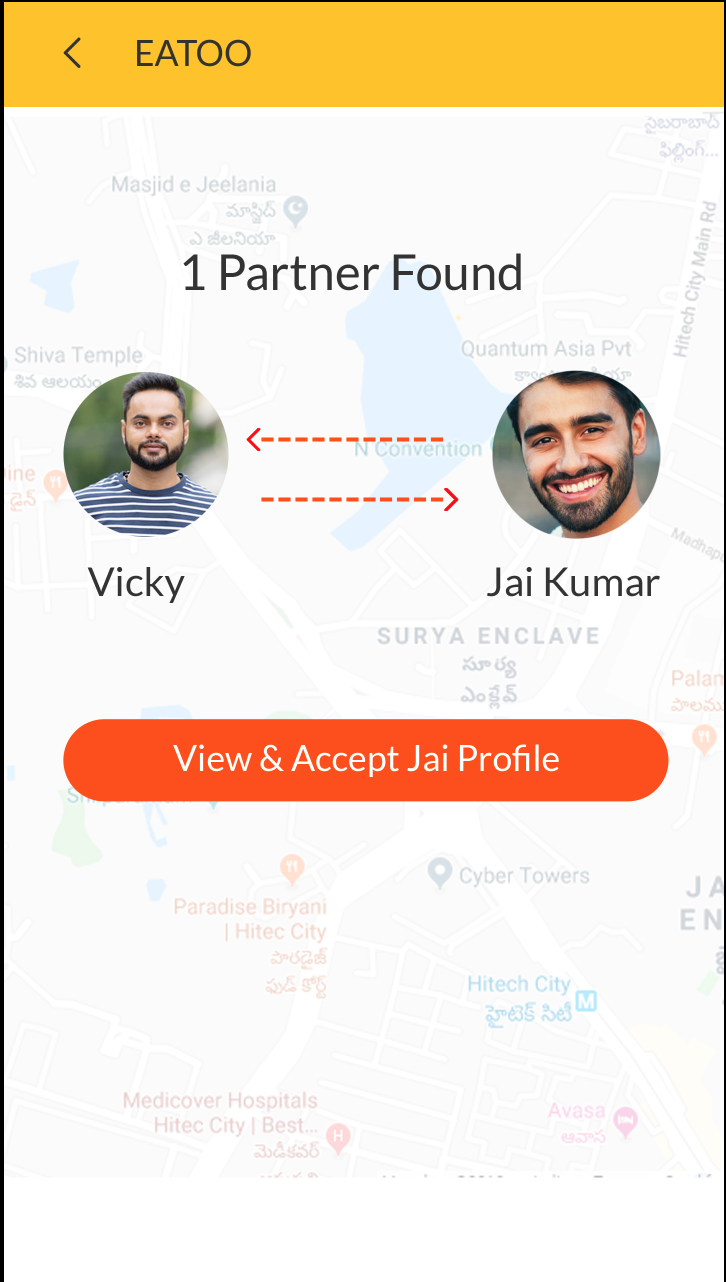 EATOO
సైబరాబాద్
ఫిల్లింగ్...
Masjid e Jeelania
మాస్జిద్
ఎ జీలనియా
Hitech City Main Rd
1 Partner Found
Shiva Temple
శివ ఆలయం
Quantum Asia Pvt
N Convention
ine
డైన్
Vicky
Jai Kumar
Madhap
SURYA ENCLAVE
సూర్య
ఎంక్లేవ్
Palam
పాలము
View & Accept Jai Profile
Cyber Towers
JA
EN
Paradise Biryani
| Hitec City
పారడైజ్
ఫుడ్ కోర్ట్
Hitech City
M
హైటెక్ సిటీ
Medicover Hospitals
Hitec City | Best...
మెడికవర్
H
Avasa
ఆవాస